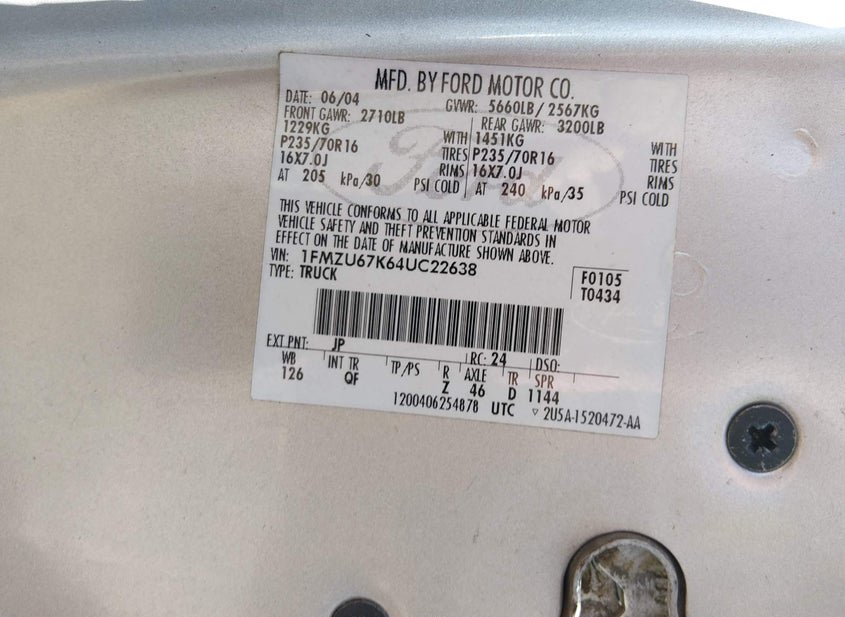 MFD. BY FORD MOTOR CO.
DATE: 06/04 GVWR: 5660LB/ 2567KG
FRONT GAWR: 2710LB REAR GAWR: 3200LB
1229KG WITH 1451KG WITH
P235/70R16 TIRES P235/70R16 TIRES
16X7.0J RIMS 16X7.0J RIMS
AT 205 kPa/30 PSI COLD AT 240 kPa/35 PSI COLD
Ford
THIS VEHICLE CONFORMS TO ALL APPLICABLE FEDERAL MOTOR
VEHICLE SAFETY AND THEFT PREVENTION STANDARDS IN
EFFECT ON THE DATE OF MANUFACTURE SHOWN ABOVE.
VIN: 1FMZU67K64UC22638
TYPE: TRUCK
F0105
T0434
EXT PNT: JP RC: 24 DSO:
WB INT TR TP/PS R AXLE TR SPR
126 QF Z 46 D 1144
1200406254878 UTC ▽ 2U5A-1520472-AA